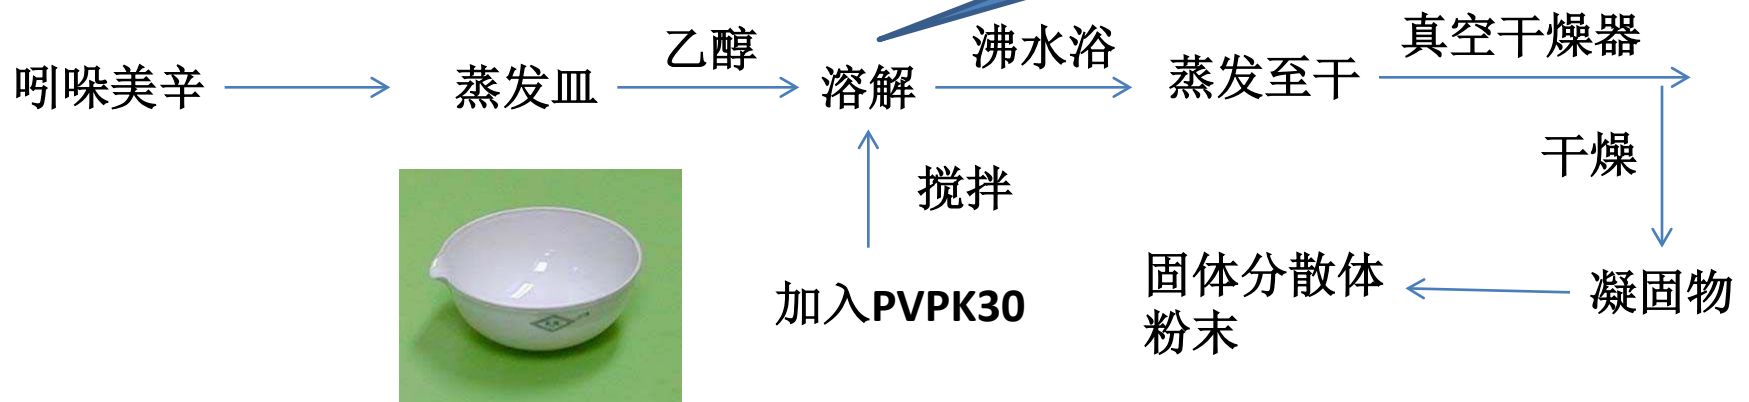 吲哚美辛
蒸发皿
乙醇
溶解
沸水浴
蒸发至干
真空干燥器
干燥
搅拌
加入PVPK30
凝固物
固体分散体
粉末